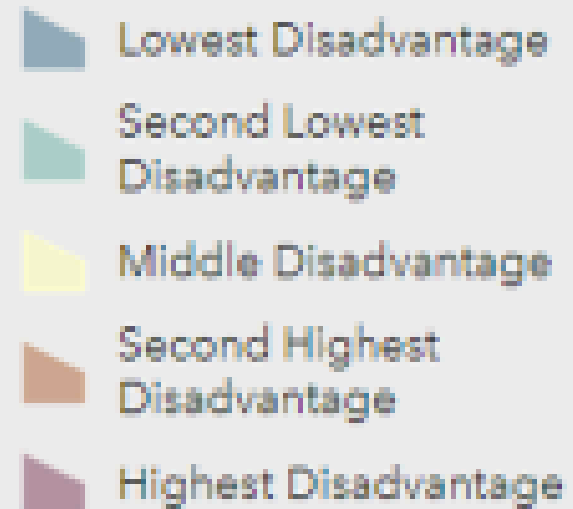 Lowest Disadvantage
Second Lowest
Disadvantage
Middle Disadvantage
Second Highest
Disadvantage
Highest Disadvantage